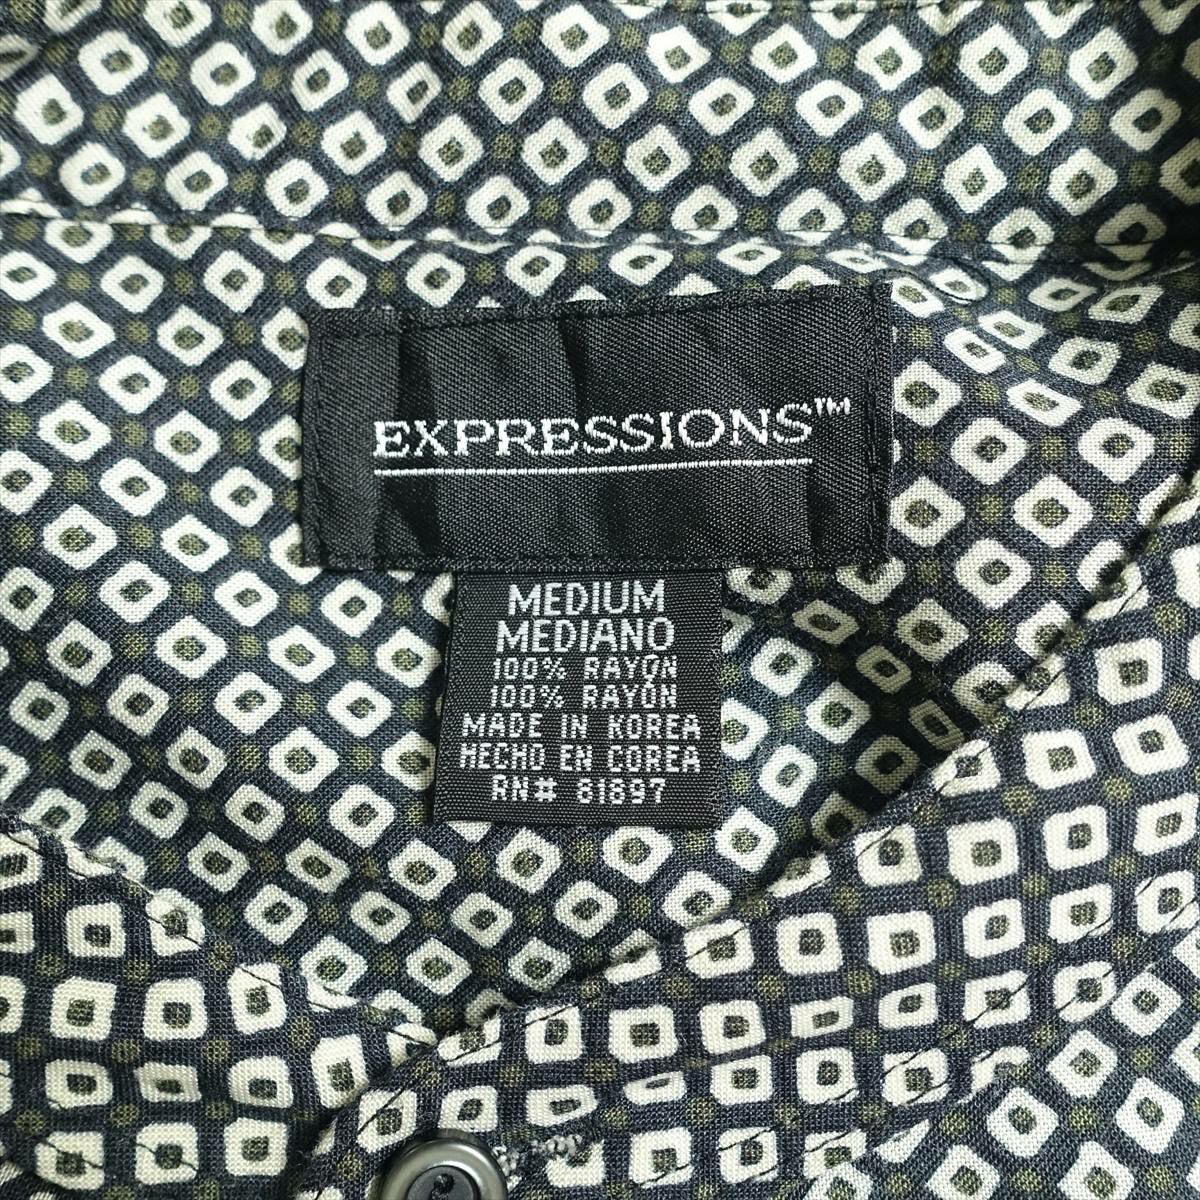 EXPRESSIONS™
MEDIUM
MEDIANO
100% RAYON
100% RAYON
MADE IN KOREA
HECHO EN COREA
RN# 81897